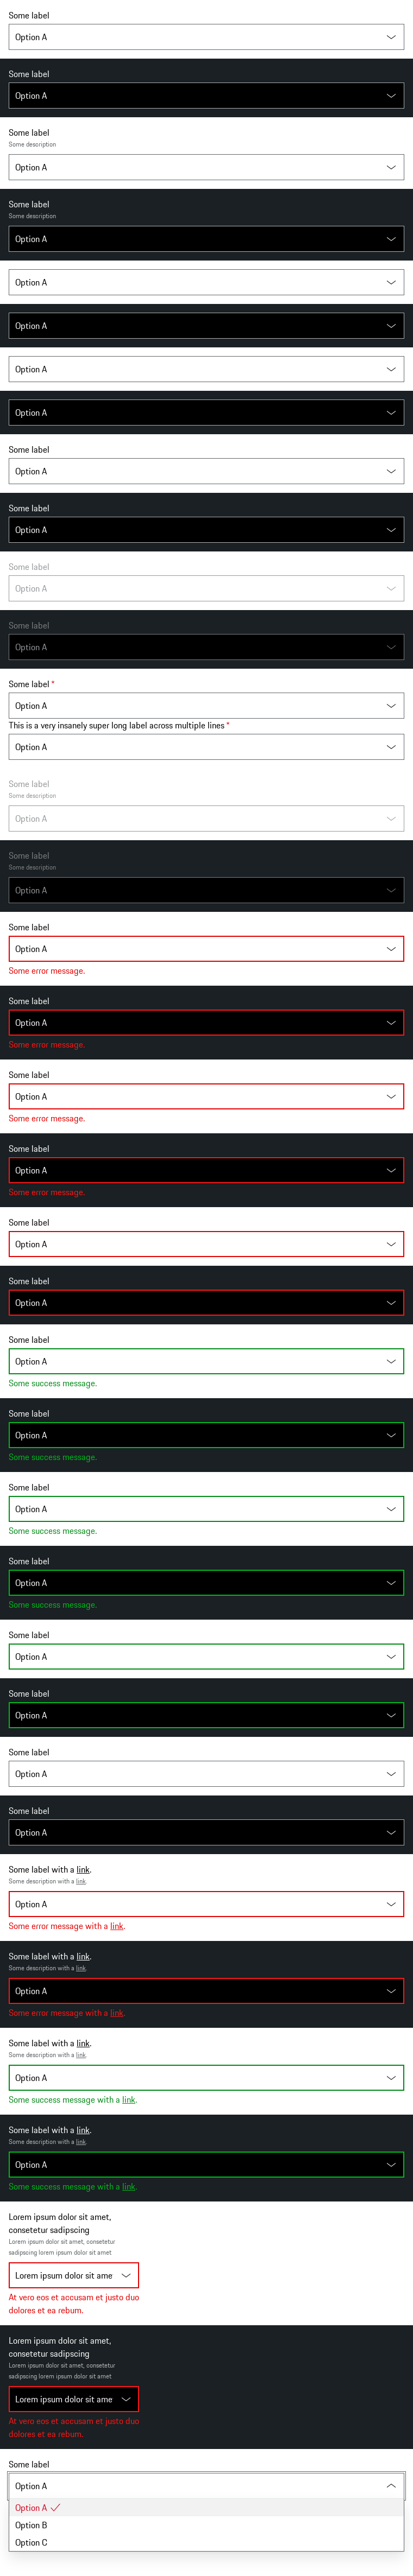 Some label
Option A
Some label
Option A
Some label
Some description
Option A
Some label
Some description
Option A
Option A
Option A
Option A
Option A
Some label
Option A
Some label
Option A
Some label
Option A
Some label
Option A
Some label *
Option A
This is a very insanely super long label across multiple lines *
Option A
Some label
Some description
Option A
Some label
Some description
Option A
Some label
Option A
Some error message.
Some label
Option A
Some error message.
Some label
Option A
Some error message.
Some label
Option A
Some error message.
Some label
Option A
Some label
Option A
Some label
Option A
Some success message.
Some label
Option A
Some success message.
Some label
Option A
Some success message.
Some label
Option A
Some success message.
Some label
Option A
Some label
Option A
Some label
Option A
Some label
Option A
Some label with a link.
Some description with a link.
Option A
Some error message with a link.
Some label with a link.
Some description with a link.
Option A
Some error message with a link.
Some label with a link.
Some description with a link.
Option A
Some success message with a link.
Some label with a link.
Some description with a link.
Option A
Some success message with a link.
Lorem ipsum dolor sit amet,
consetetur sadipscing
Lorem ipsum dolor sit amet, consetetur
sadipscing lorem ipsum dolor sit amet
Lorem ipsum dolor sit ame
At vero eos et accusam et justo duo
dolores et ea rebum.
Lorem ipsum dolor sit amet,
consetetur sadipscing
Lorem ipsum dolor sit amet, consetetur
sadipscing lorem ipsum dolor sit amet
Lorem ipsum dolor sit ame
At vero eos et accusam et justo duo
dolores et ea rebum.
Some label
Option A
Option A
Option B
Option C